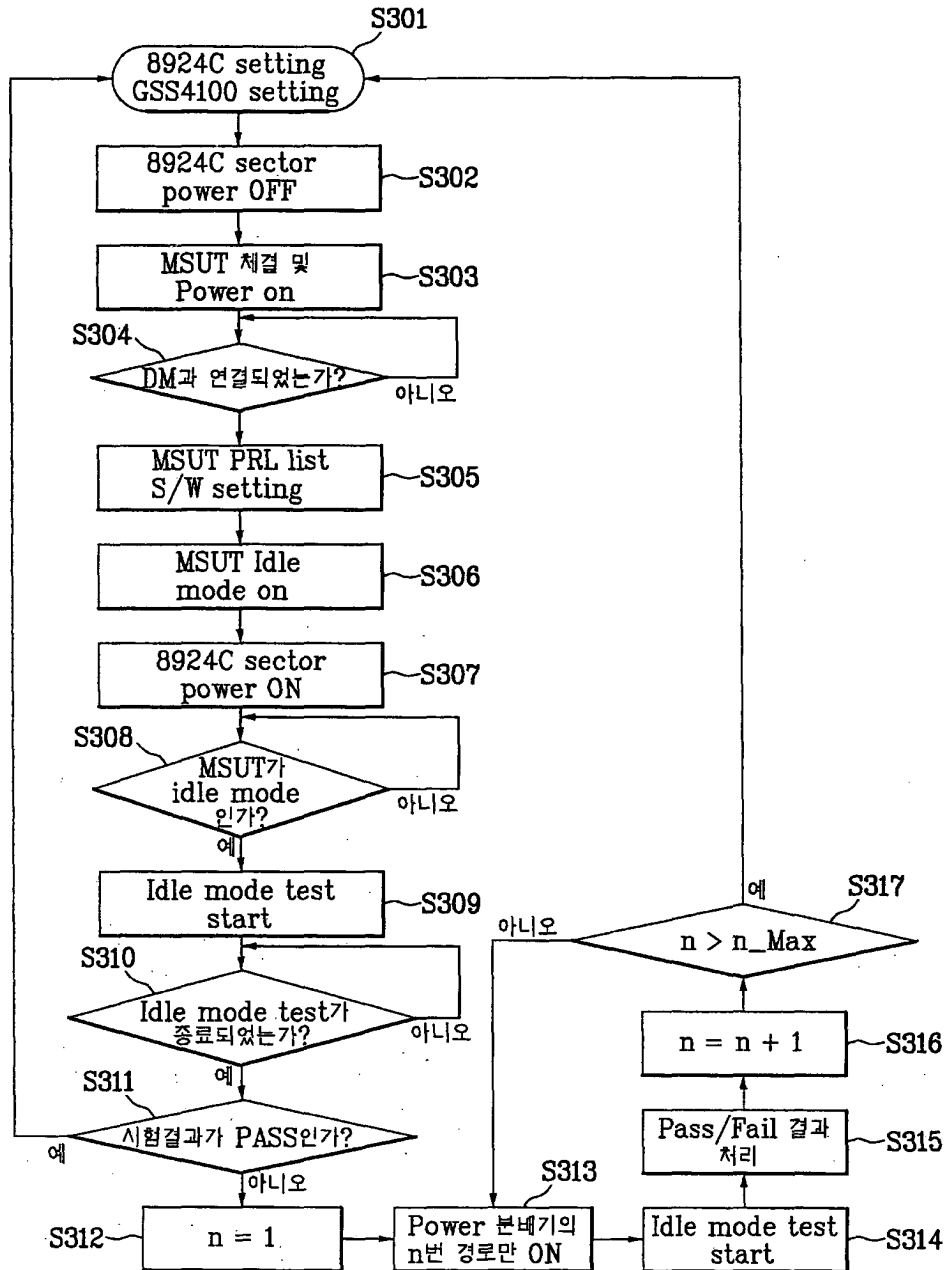 S301
8924C setting
GSS4100 setting
8924C sector
power OFF
S302
MSUT 체결 및
Power on
S303
S304
DM과 연결되었는가?
아니오
MSUT PRL list
S/W setting
S305
MSUT Idle
mode on
S306
8924C sector
power ON
S307
S308
MSUT가
idle mode
인가?
아니오
예
Idle mode test
start
S309
S310
Idle mode test가
종료되었는가?
아니오
예
S311
시험결과가 PASS인가?
예
아니오
S312
n = 1
S313
Power 분배기의
n번 경로만 ON
Idle mode test
start
S314
Pass/Fail 결과
처리
S315
n = n + 1
S316
S317
n > n_Max
예
아니오